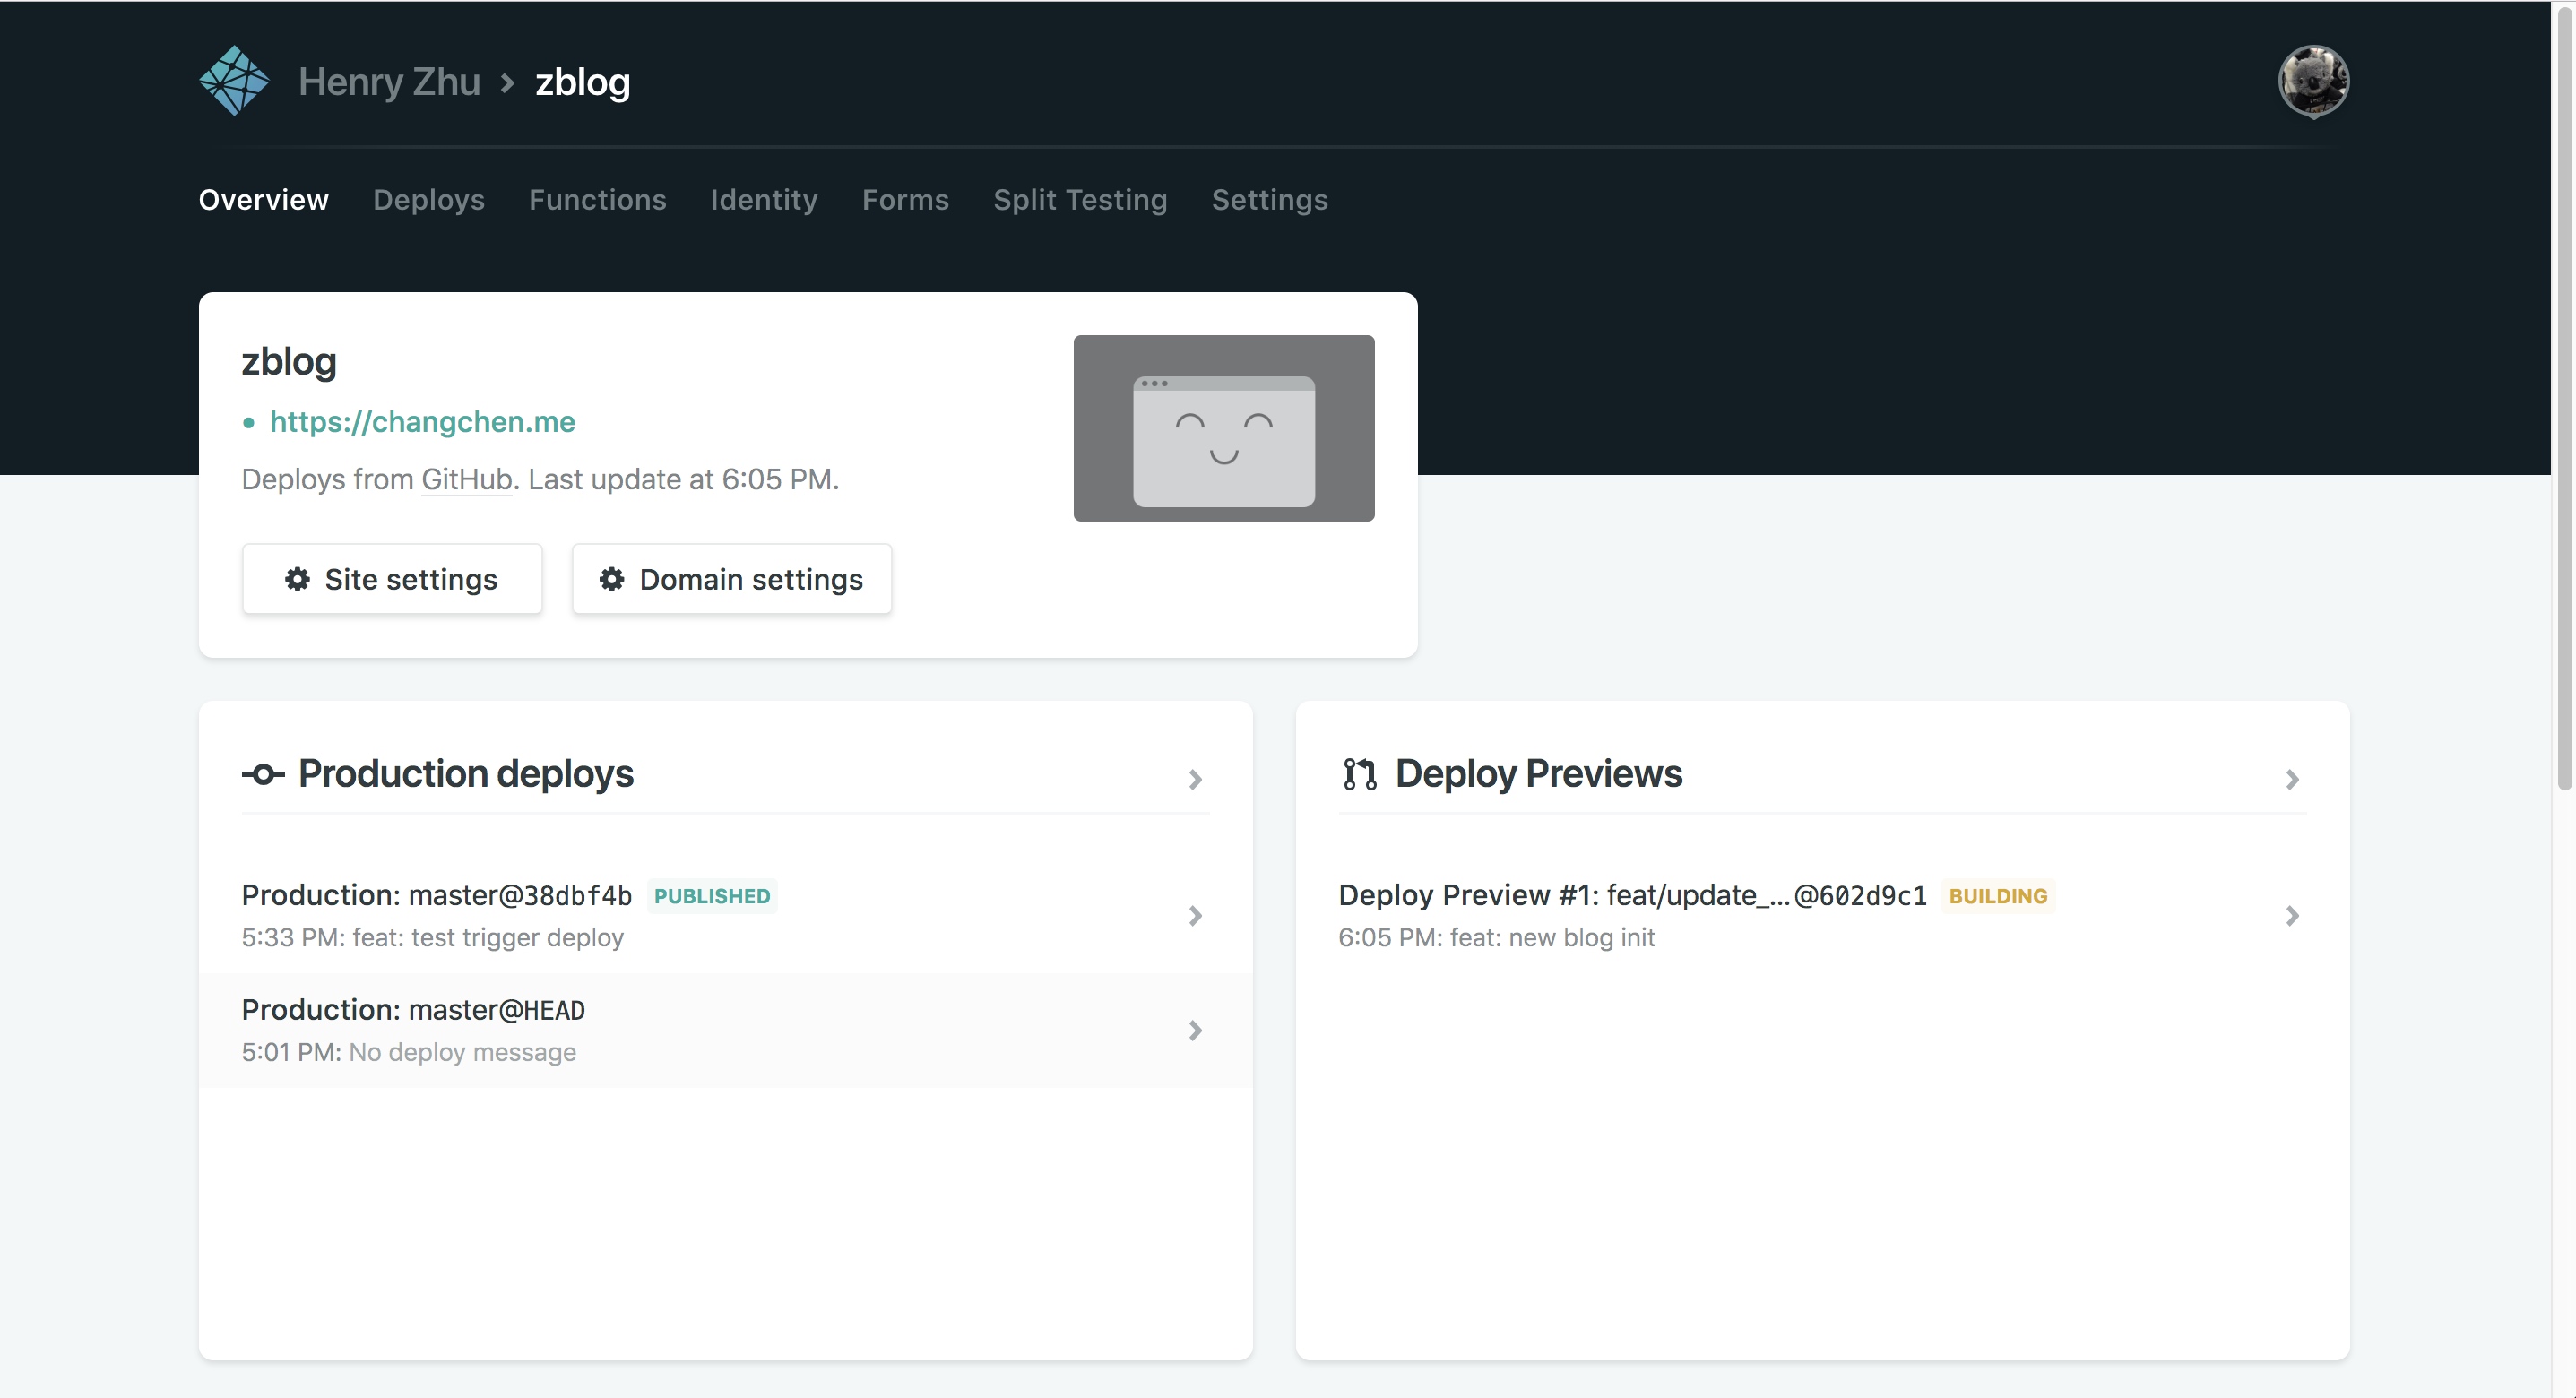 Henry Zhu > zblog
Overview Deploys Functions Identity Forms Split Testing Settings
zblog
• https://changchen.me
Deploys from GitHub. Last update at 6:05 PM.
Site settings Domain settings
Production deploys
Production: master@38dbf4b PUBLISHED
5:33 PM: feat: test trigger deploy
Production: master@HEAD
5:01 PM: No deploy message
Deploy Previews
Deploy Preview #1: feat/update_...@602d9c1 BUILDING
6:05 PM: feat: new blog init